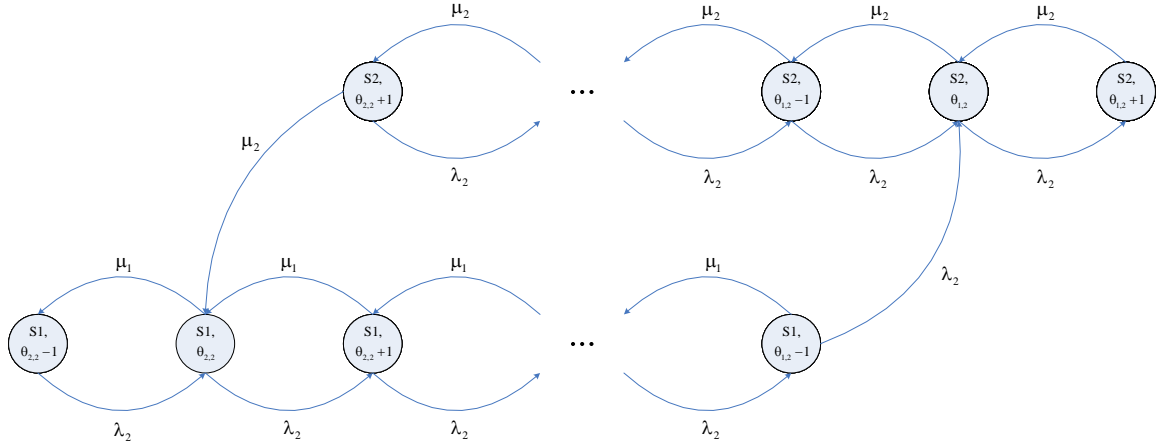 μ₂ μ₂ μ₂ μ₂
S2, θ₂,₂+1
...
S2, θ₁,₂−1
S2, θ₁,₂
S2, θ₁,₂+1
μ₂
λ₂ λ₂ λ₂ λ₂
μ₁ μ₁ μ₁ μ₁
λ₂
S1, θ₂,₂−1
S1, θ₂,₂
S1, θ₂,₂+1
...
S1, θ₁,₂−1
λ₂ λ₂ λ₂ λ₂